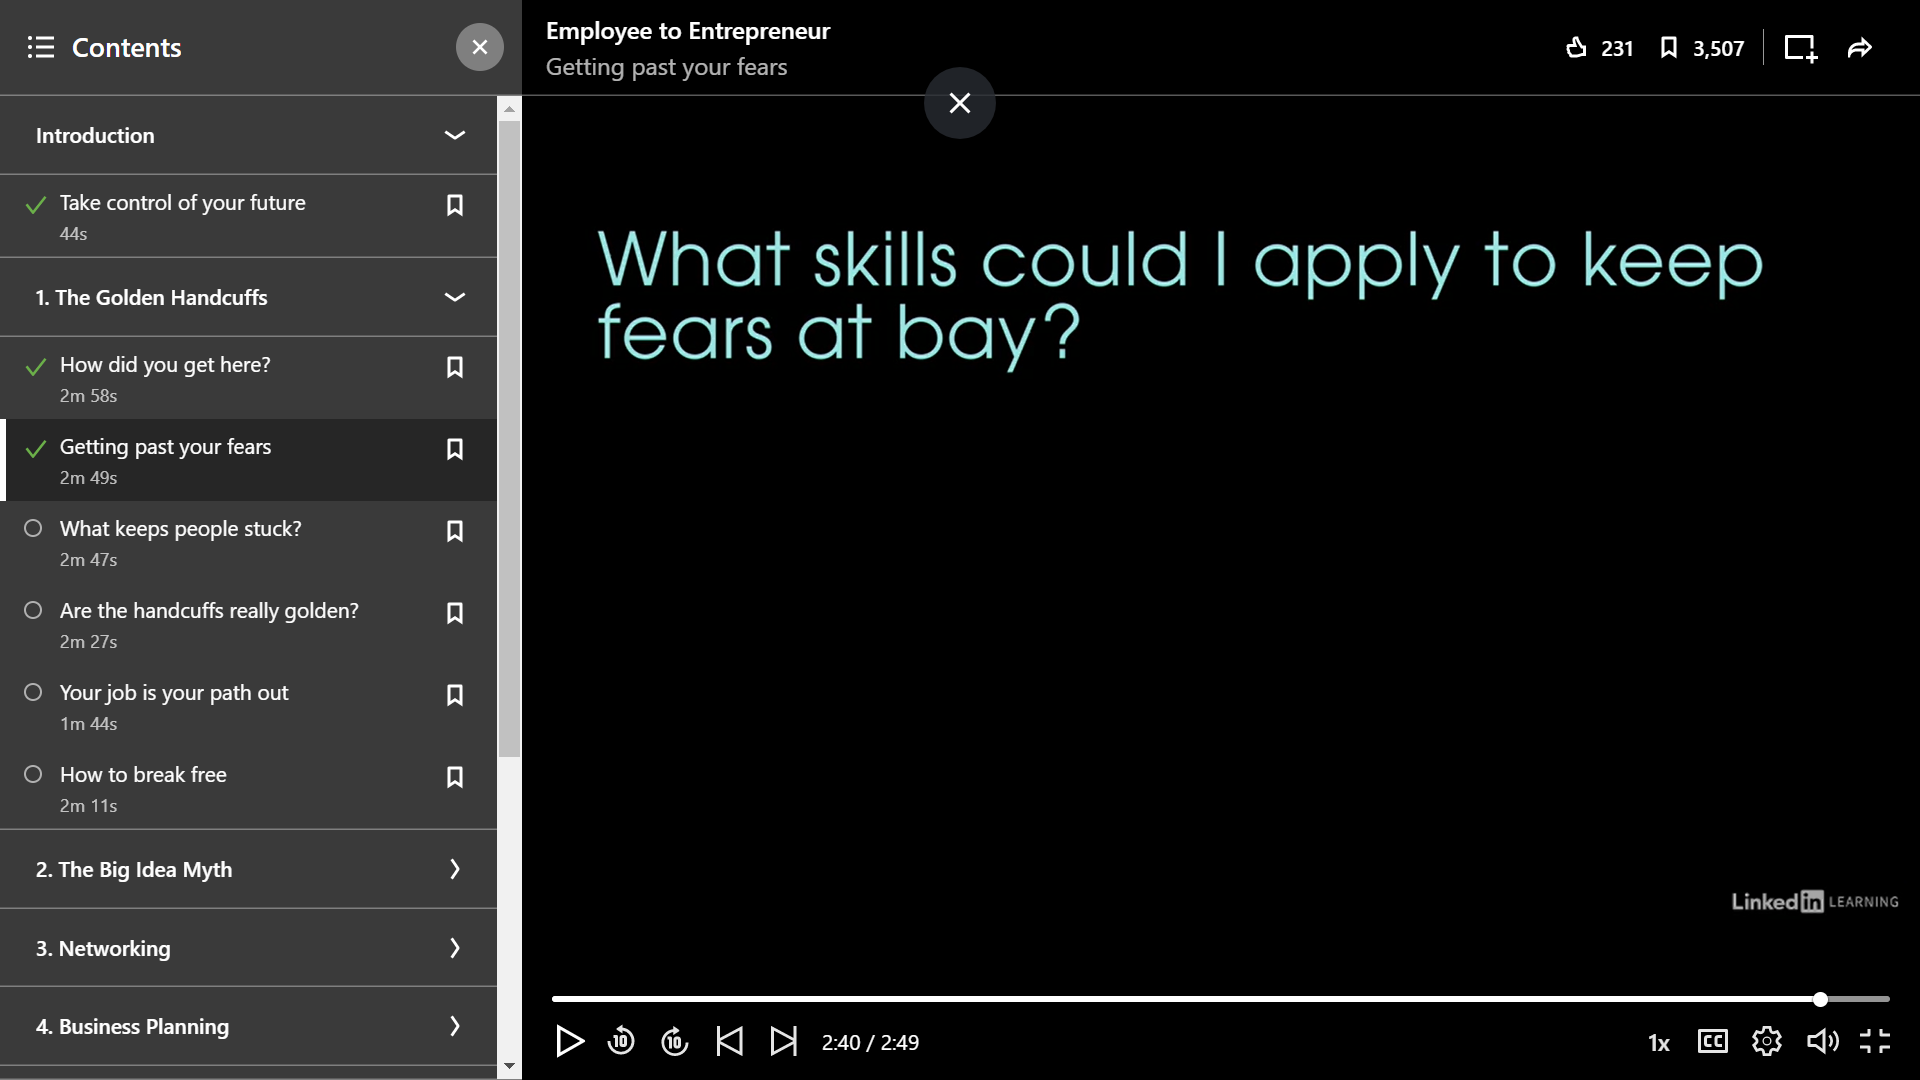 Contents
Introduction
Take control of your future
44s
1. The Golden Handcuffs
How did you get here?
2m 58s
Getting past your fears
2m 49s
What keeps people stuck?
2m 47s
Are the handcuffs really golden?
2m 27s
Your job is your path out
1m 44s
How to break free
2m 11s
2. The Big Idea Myth
3. Networking
4. Business Planning
Employee to Entrepreneur
Getting past your fears
231
3,507
What skills could I apply to keep
fears at bay?
Linked in LEARNING
10
10
2:40 / 2:49
1x
CC